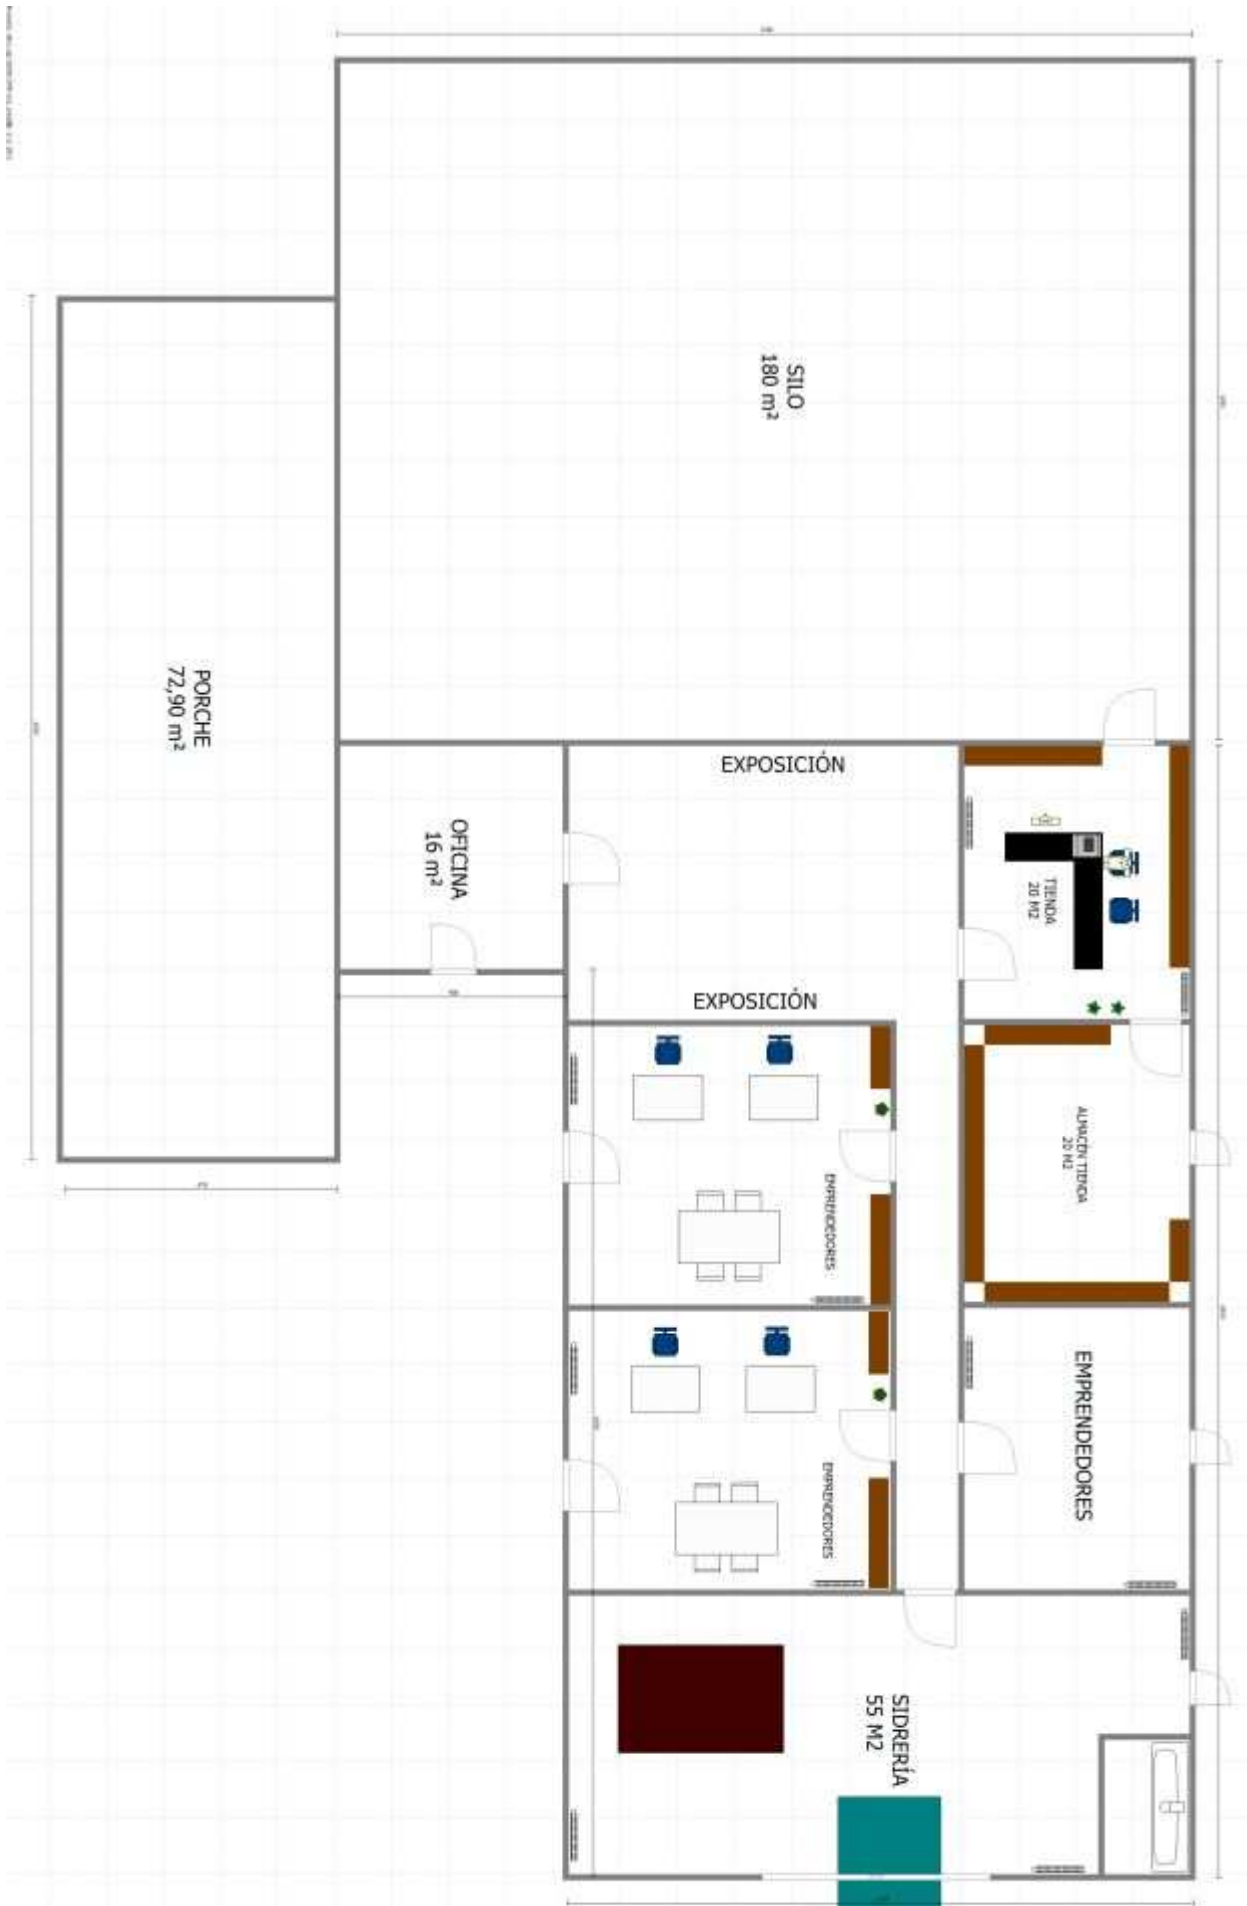 SILO
180 m²
PORCHE
72,90 m²
EXPOSICIÓN
OFICINA
16 m²
TIENDA
20 M2
EXPOSICIÓN
ALMACÉN TIENDA
20 M2
EMPRENDEDORES
EMPRENDEDORES
EMPRENDEDORES
SIDRERÍA
55 M2